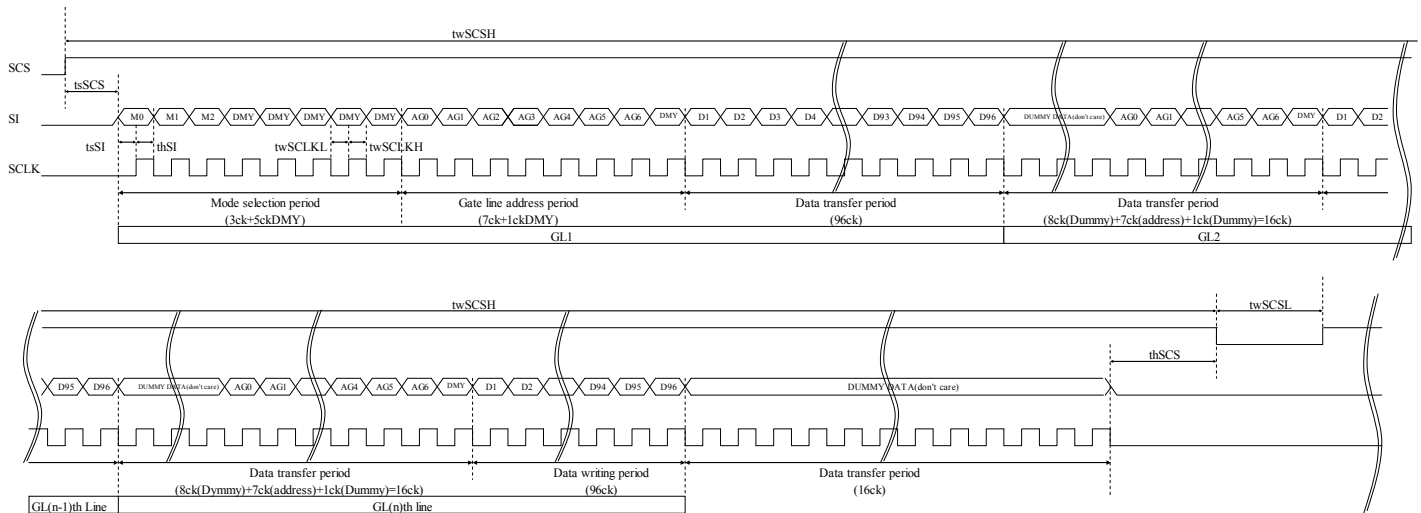 twSCSH
SCS
tsSCS
SI M0 M1 M2 DMY DMY DMY DMY DMY AG0 AG1 AG2 AG3 AG4 AG5 AG6 DMY D1 D2 D3 D4 D93 D94 D95 D96 DUMMY DATA(don't care) AG0 AG1 AG5 AG6 DMY D1 D2
tsSI thSI twSCLKL twSCLKH
SCLK
Mode selection period Gate line address period Data transfer period Data transfer period
(3ck+5ckDMY) (7ck+1ckDMY) (96ck) (8ck(Dummy)+7ck(address)+1ck(Dummy)=16ck)
GL1 GL2
twSCSH twSCSL
thSCS
D95 D96 DUMMY DATA(don't care) AG0 AG1 AG4 AG5 AG6 DMY D1 D2 D94 D95 D96 DUMMY DATA(don't care)
Data transfer period Data writing period Data transfer period
(8ck(Dymmy)+7ck(address)+1ck(Dummy)=16ck) (96ck) (16ck)
GL(n-1)th Line GL(n)th line